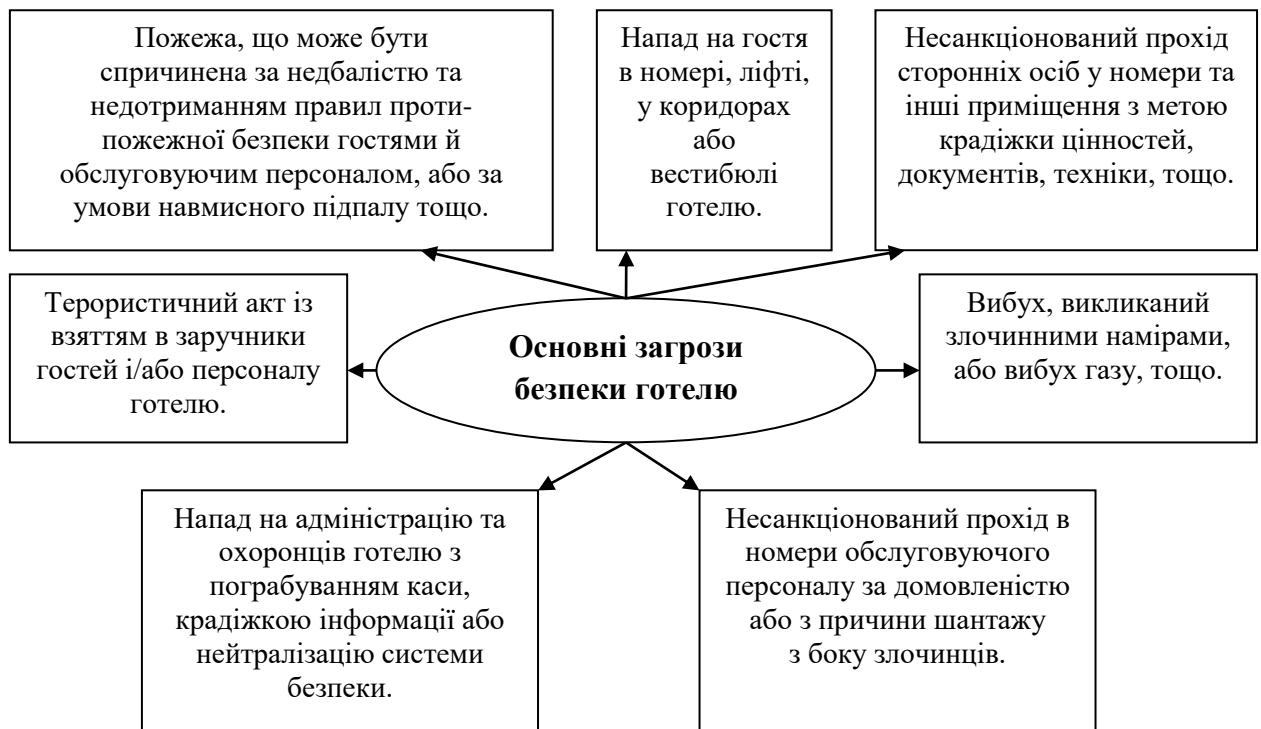 Пожежа, що може бути
спричинена за недбалістю та
недотриманням правил проти-
пожежної безпеки гостями й
обслуговуючим персоналом, або за
умови навмисного підпалу тощо.
Напад на гостя
в номері, ліфті,
у коридорах
або
вестибюлі
готелю.
Несанкціонований прохід
сторонніх осіб у номери та
інші приміщення з метою
крадіжки цінностей,
документів, техніки, тощо.
Терористичний акт із
взяттям в заручники
гостей і/або персоналу
готелю.
Основні загрози
безпеки готелю
Вибух, викликаний
злочинними намірами,
або вибух газу, тощо.
Напад на адміністрацію та
охоронців готелю з
пограбуванням каси,
крадіжкою інформації або
нейтралізацію системи
безпеки.
Несанкціонований прохід в
номери обслуговуючого
персоналу за домовленістю
або з причини шантажу
з боку злочинців.